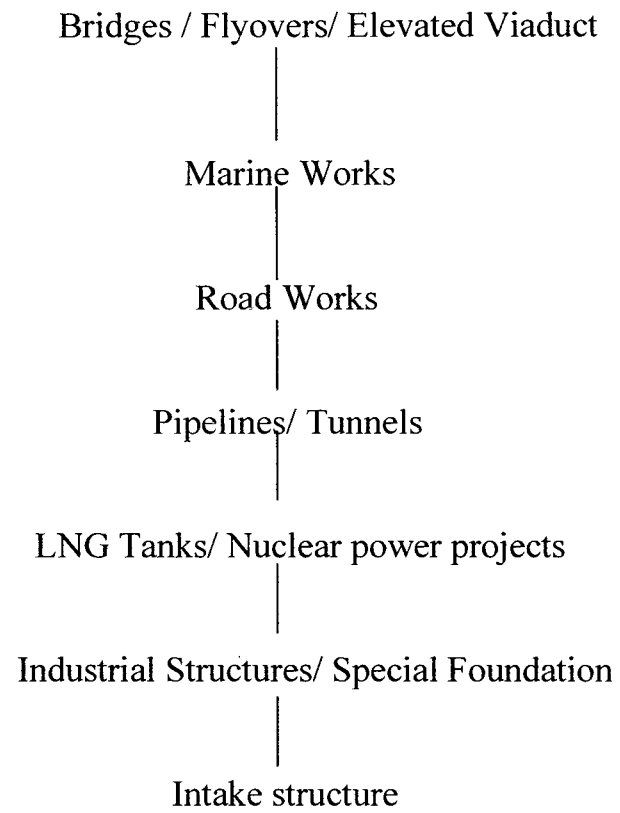 Bridges / Flyovers/ Elevated Viaduct
Marine Works
Road Works
Pipelines/ Tunnels
LNG Tanks/ Nuclear power projects
Industrial Structures/ Special Foundation
Intake structure